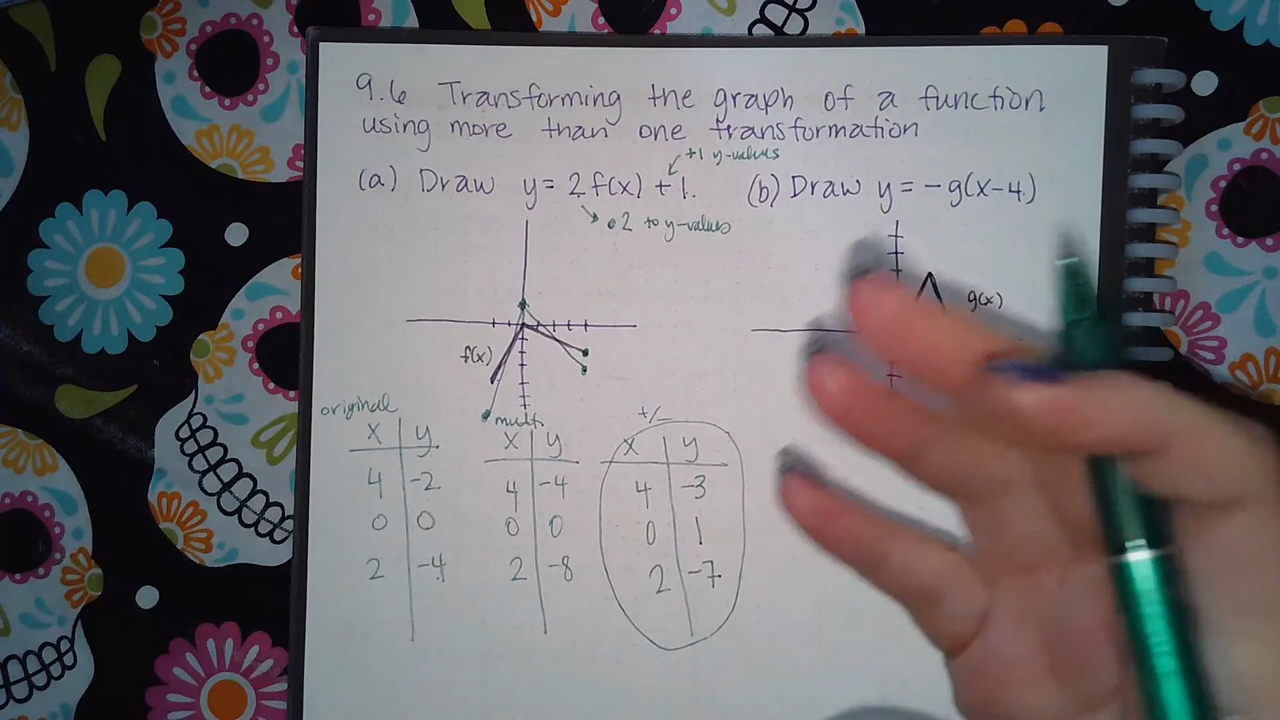 9.6 Transforming the graph of a function
using more than one transformation
+1 y-values
(a) Draw y = 2 f(x) + 1. (b) Draw y = -g(x-4)
• 2 to y-values
g(x)
f(x)
original mult. +/-
x y x y x y
4 -2 4 -4 4 -3
0 0 0 0 0 1
2 -4 2 -8 2 -7